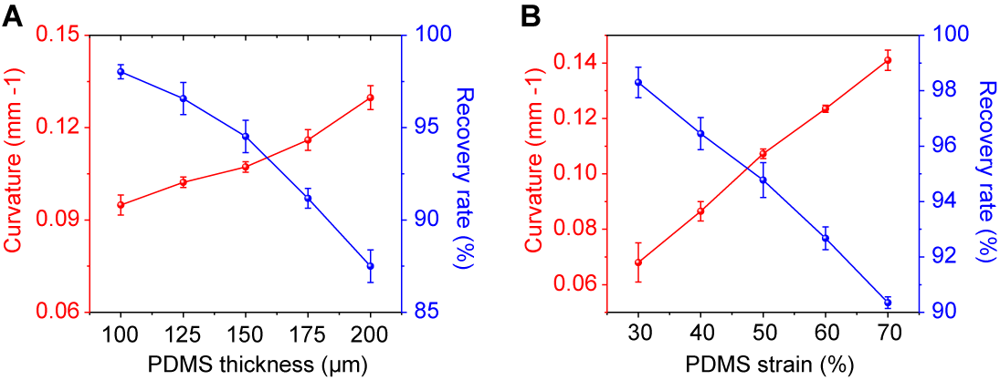 A
Curvature (mm -1)
0.15
0.12
0.09
0.06
100
95
90
85
Recovery rate (%)
100 125 150 175 200
PDMS thickness (μm)
B
Curvature (mm -1)
0.14
0.12
0.10
0.08
0.06
100
98
96
94
92
90
Recovery rate (%)
30 40 50 60 70
PDMS strain (%)